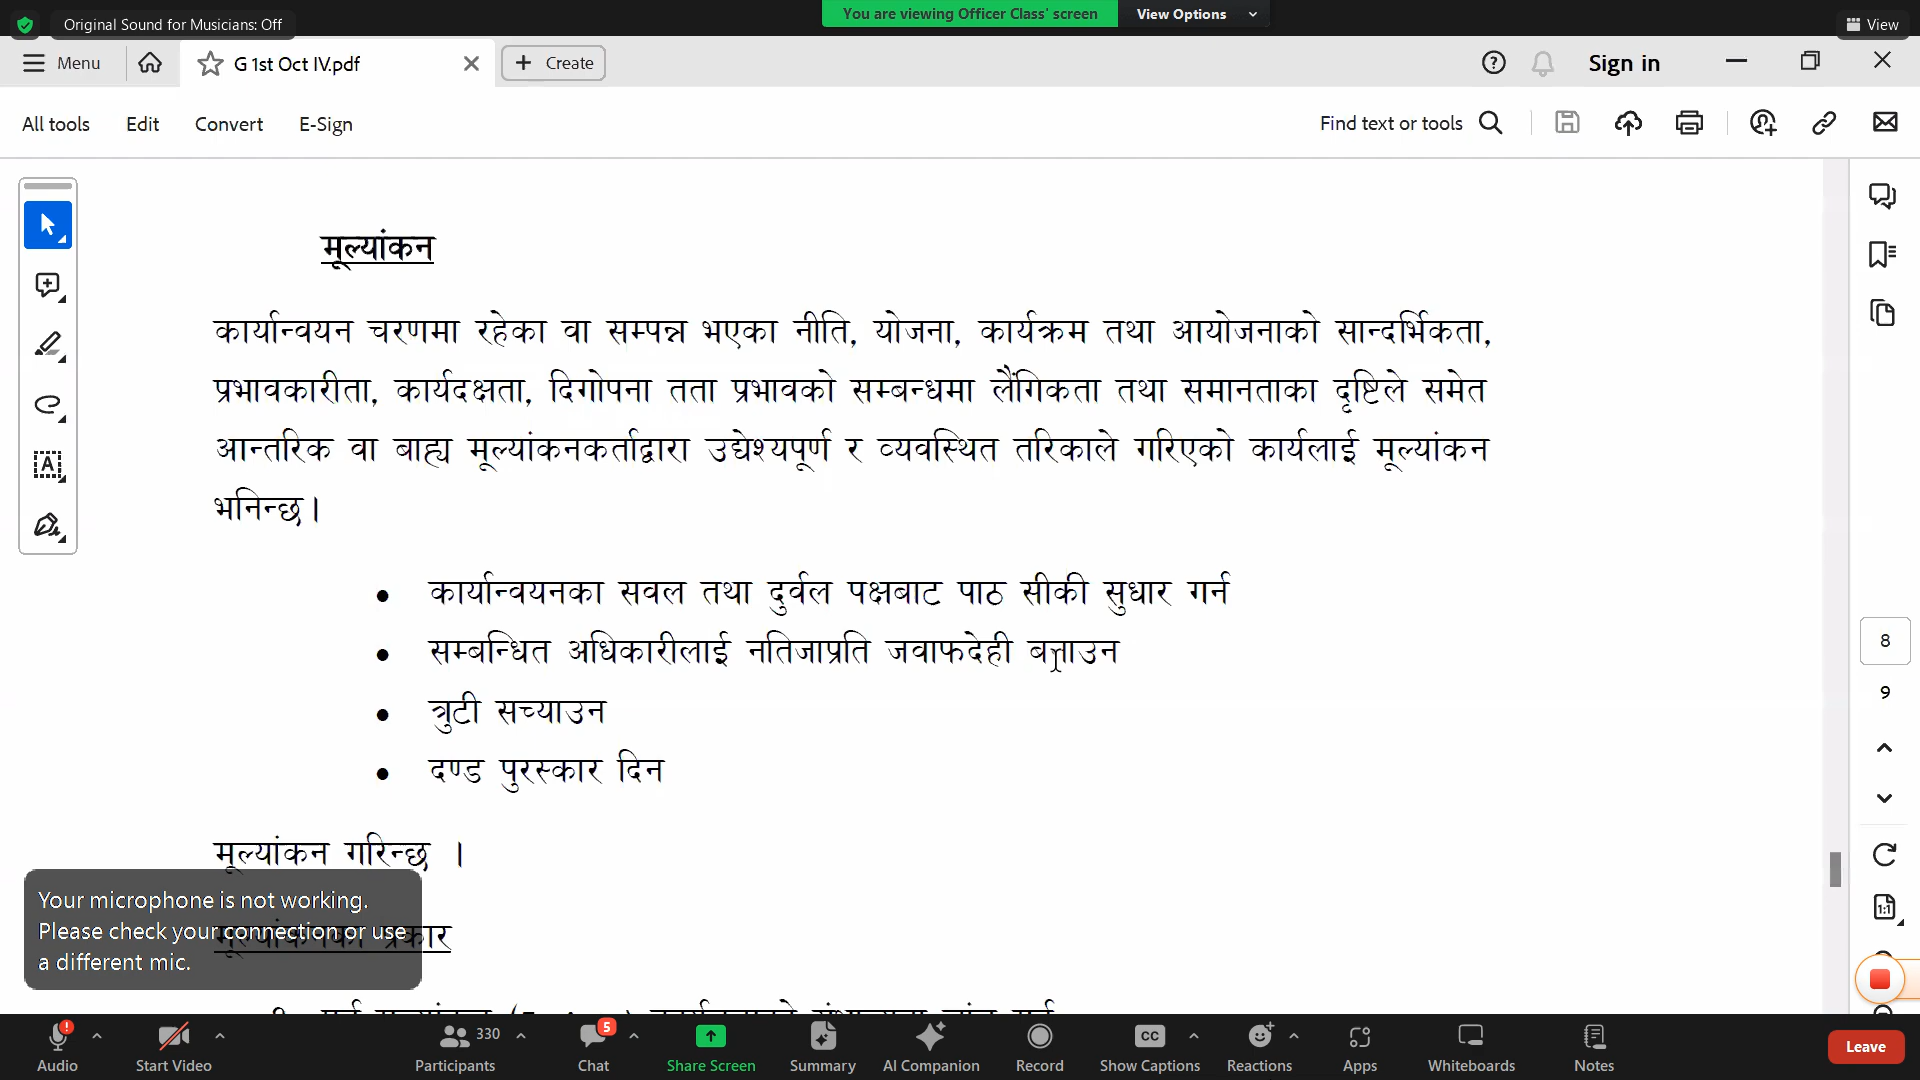 Original Sound for Musicians: Off
You are viewing Officer Class' screen
View Options
View
Menu
G 1st Oct IV.pdf
Create
Sign in
All tools
Edit
Convert
E-Sign
Find text or tools
मूल्यांकन
कार्यान्वयन चरणमा रहेका वा सम्पन्न भएका नीति, योजना, कार्यक्रम तथा आयोजनाको सान्दर्भिकता,
प्रभावकारीता, कार्यदक्षता, दिगोपना तता प्रभावको सम्बन्धमा लैंगिकता तथा समानताका दृष्टिले समेत
आन्तरिक वा बाह्य मूल्यांकनकर्ताद्वारा उद्येश्यपूर्ण र व्यवस्थित तरिकाले गरिएको कार्यलाई मूल्यांकन
भनिन्छ।
• कार्यान्वयनका सवल तथा दुर्वल पक्षबाट पाठ सीकी सुधार गर्न
• सम्बन्धित अधिकारीलाई नतिजाप्रति जवाफदेही बनाउन
• त्रुटी सच्याउन
• दण्ड पुरस्कार दिन
मूल्यांकन गरिन्छ ।
मूल्यांकनका प्रकार
8
9
1:1
Your microphone is not working.
Please check your connection or use
a different mic.
Audio
Start Video
330
Participants
5
Chat
Share Screen
Summary
AI Companion
Record
CC
Show Captions
Reactions
Apps
Whiteboards
Notes
Leave